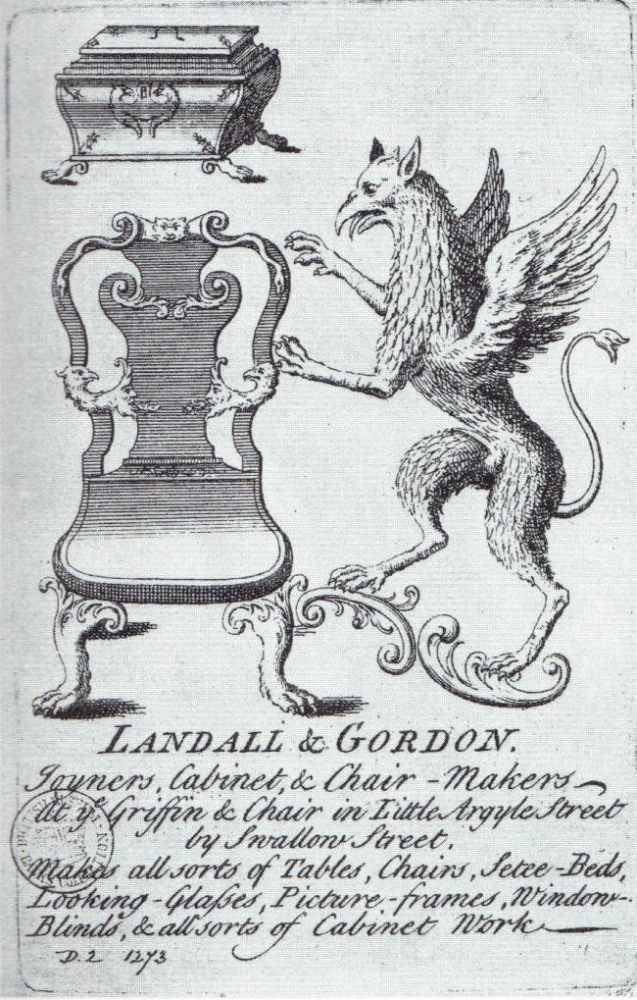 LANDALL & GORDON.
Joyners, Cabinet, & Chair-Makers
at yᵉ Griffin & Chair in Little Argyle Street
by Swallow Street.
Makes all sorts of Tables, Chairs, Setee-Beds,
Looking-Glaſses, Picture-frames, Window-
Blinds, & all sorts of Cabinet Work
D.2 1273